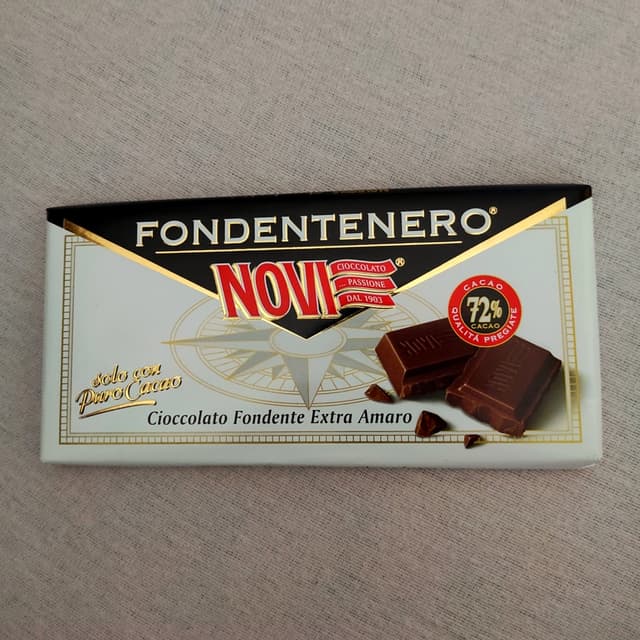 FONDENTENERO®
NOVI®
CIOCCOLATO
PASSIONE
DAL 1903
CACAO
72%
CACAO
QUALITÀ PREGIATE
solo con
Puro Cacao
Cioccolato Fondente Extra Amaro